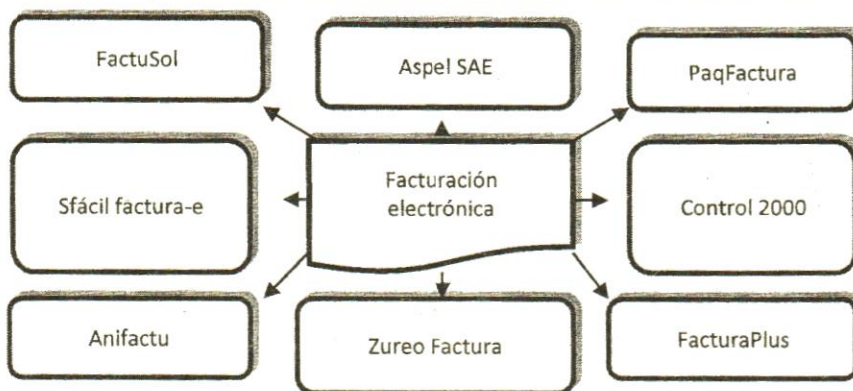 FactuSol
Aspel SAE
PaqFactura
Sfácil factura-e
Facturación
electrónica
Control 2000
Anifactu
Zureo Factura
FacturaPlus